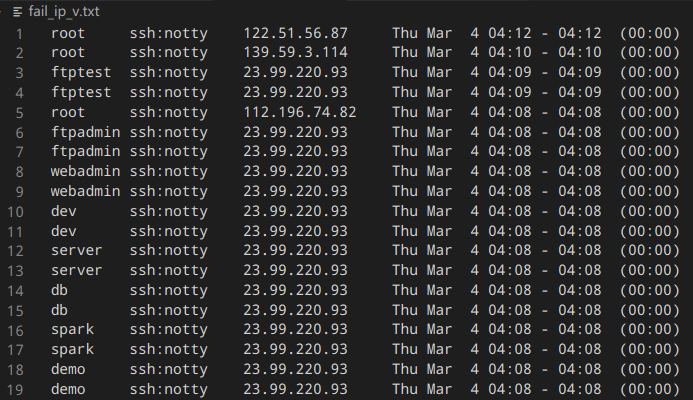 fail_ip_v.txt
1 root ssh:notty 122.51.56.87 Thu Mar 4 04:12 - 04:12 (00:00)
2 root ssh:notty 139.59.3.114 Thu Mar 4 04:10 - 04:10 (00:00)
3 ftptest ssh:notty 23.99.220.93 Thu Mar 4 04:09 - 04:09 (00:00)
4 ftptest ssh:notty 23.99.220.93 Thu Mar 4 04:09 - 04:09 (00:00)
5 root ssh:notty 112.196.74.82 Thu Mar 4 04:08 - 04:08 (00:00)
6 ftpadmin ssh:notty 23.99.220.93 Thu Mar 4 04:08 - 04:08 (00:00)
7 ftpadmin ssh:notty 23.99.220.93 Thu Mar 4 04:08 - 04:08 (00:00)
8 webadmin ssh:notty 23.99.220.93 Thu Mar 4 04:08 - 04:08 (00:00)
9 webadmin ssh:notty 23.99.220.93 Thu Mar 4 04:08 - 04:08 (00:00)
10 dev ssh:notty 23.99.220.93 Thu Mar 4 04:08 - 04:08 (00:00)
11 dev ssh:notty 23.99.220.93 Thu Mar 4 04:08 - 04:08 (00:00)
12 server ssh:notty 23.99.220.93 Thu Mar 4 04:08 - 04:08 (00:00)
13 server ssh:notty 23.99.220.93 Thu Mar 4 04:08 - 04:08 (00:00)
14 db ssh:notty 23.99.220.93 Thu Mar 4 04:08 - 04:08 (00:00)
15 db ssh:notty 23.99.220.93 Thu Mar 4 04:08 - 04:08 (00:00)
16 spark ssh:notty 23.99.220.93 Thu Mar 4 04:08 - 04:08 (00:00)
17 spark ssh:notty 23.99.220.93 Thu Mar 4 04:08 - 04:08 (00:00)
18 demo ssh:notty 23.99.220.93 Thu Mar 4 04:08 - 04:08 (00:00)
19 demo ssh:notty 23.99.220.93 Thu Mar 4 04:08 - 04:08 (00:00)